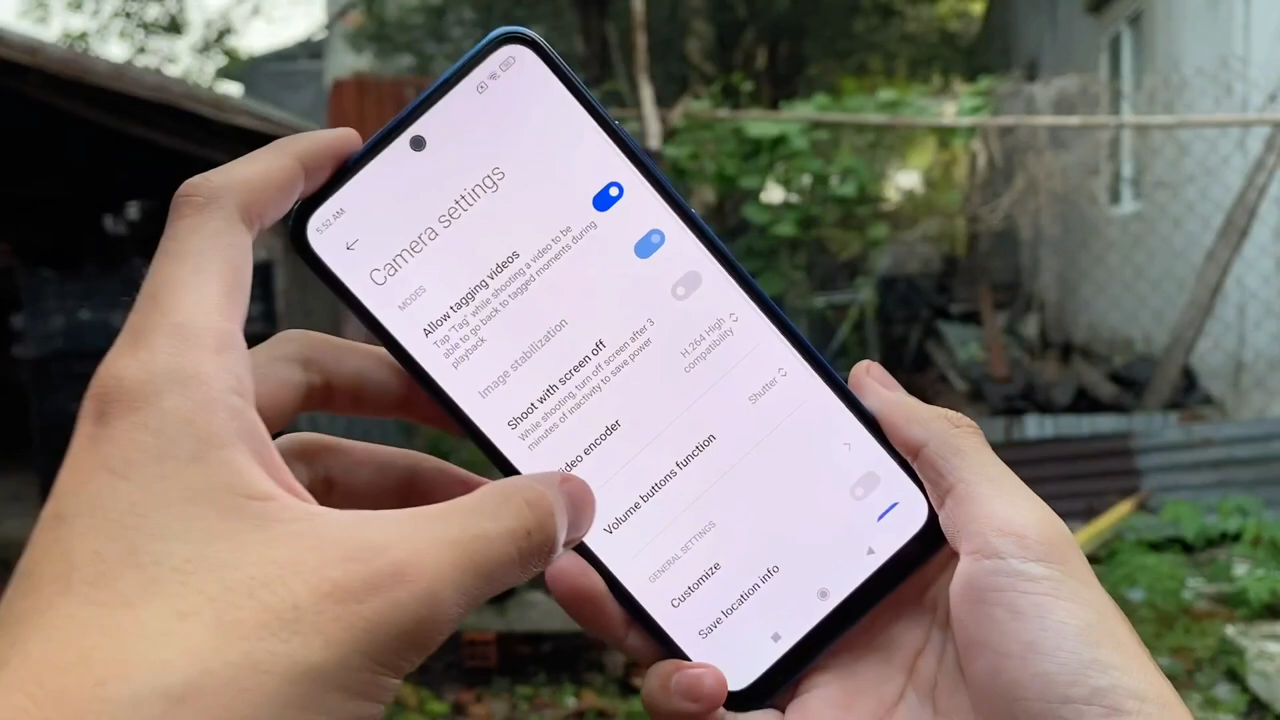 5:52 AM
Camera settings
MODES
Allow tagging videos
Tap "Tag" while shooting a video to be
able to go back to tagged moments during
playback
Image stabilization
Shoot with screen off
While shooting, turn off screen after 3
minutes of inactivity to save power
ideo encoder
H.264 High
compatibility
Volume buttons function
Shutter
GENERAL SETTINGS
Customize
Save location info